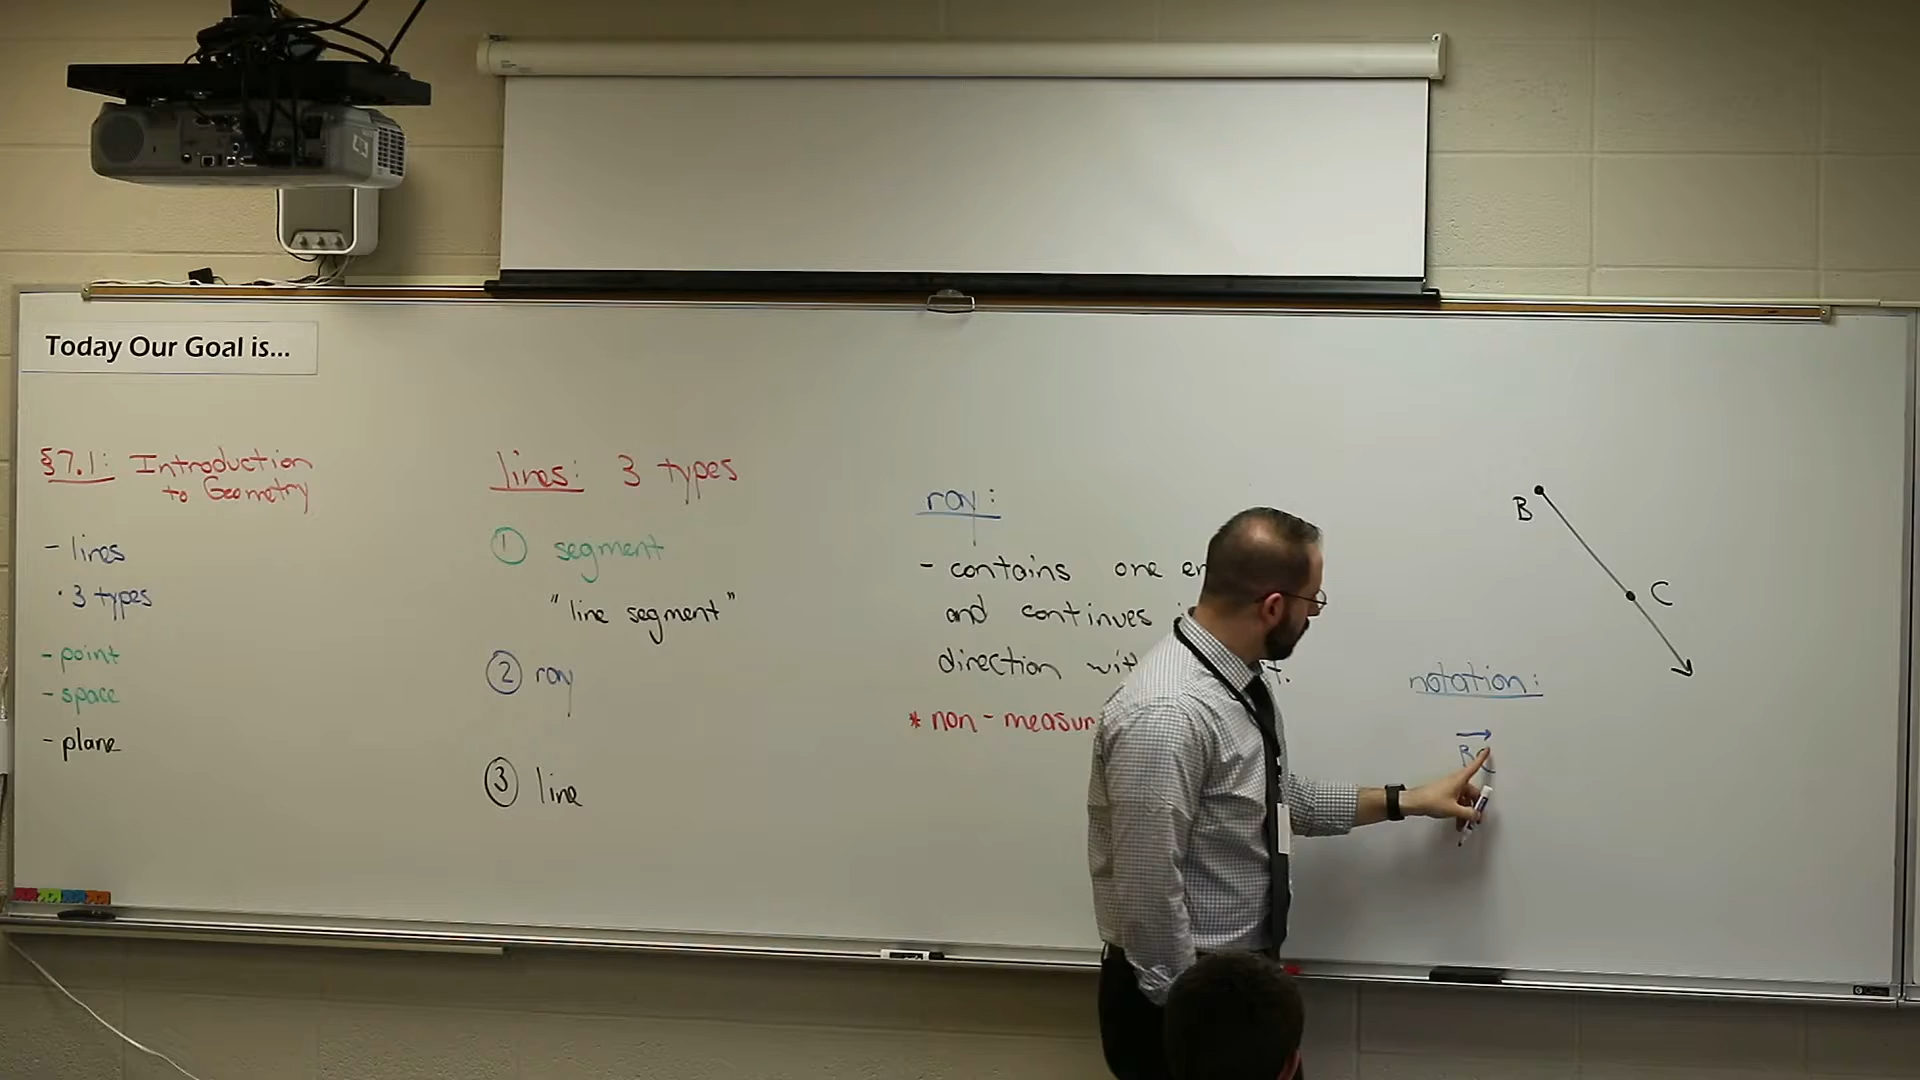 Today Our Goal is...
§7.1: Introduction
to Geometry
- lines
· 3 types
- point
- space
- plane
lines: 3 types
① segment
"line segment"
② ray
③ line
ray:
- contains one
and continues
direction
* non-measur
notation:
BC
B
C